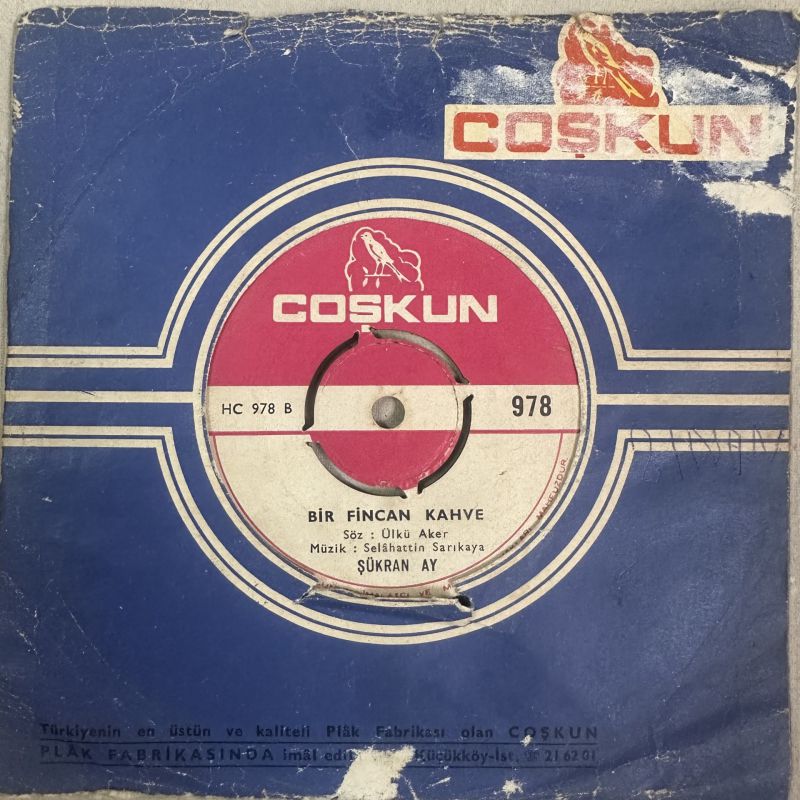 COŞKUN
COŞKUN
HC 978 B
978
BİR FİNCAN KAHVE
Söz : Ülkü Aker
Müzik : Selâhattin Sarıkaya
ŞÜKRAN AY
MAHFUZDUR
Türkiyenin en üstün ve kaliteli Plâk Fabrikası olan COŞKUN
PLÂK FABRİKASINDA imâl Küçükköy-İst. 21 62 01